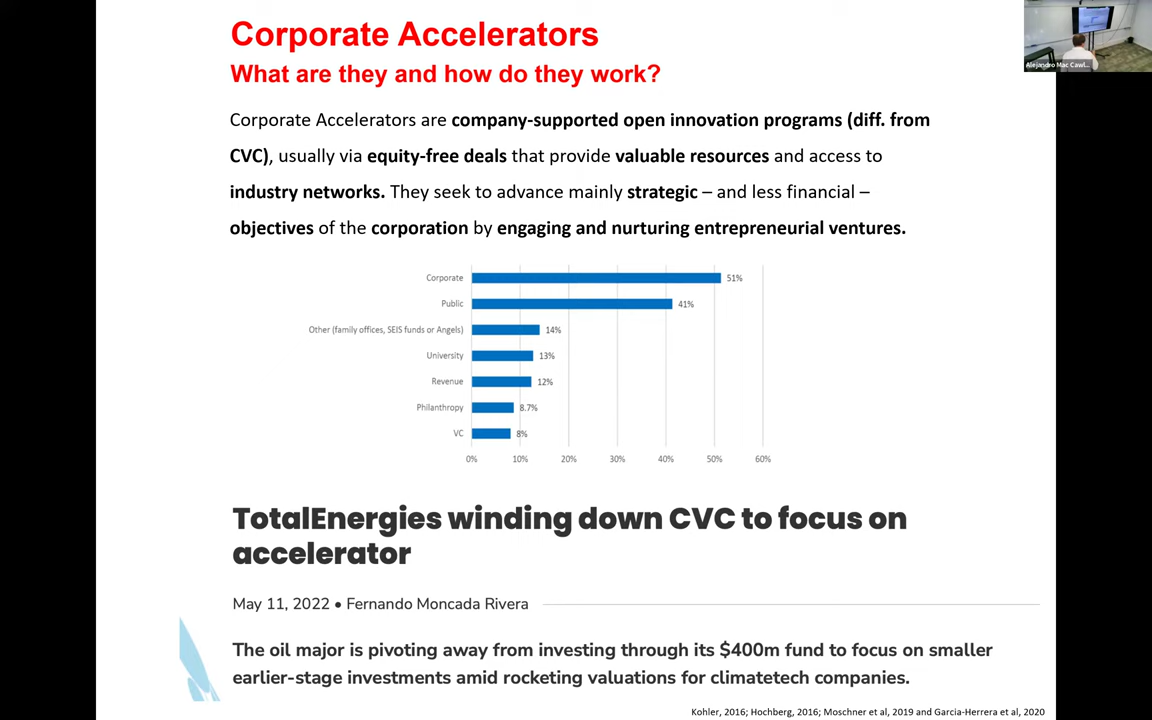 Corporate Accelerators
What are they and how do they work?
Alejandro Mac Cawl...
Corporate Accelerators are company-supported open innovation programs (diff. from
CVC), usually via equity-free deals that provide valuable resources and access to
industry networks. They seek to advance mainly strategic – and less financial –
objectives of the corporation by engaging and nurturing entrepreneurial ventures.
Corporate 51%
Public 41%
Other (family offices, SEIS funds or Angels) 14%
University 13%
Revenue 12%
Philanthropy 8.7%
VC 8%
0% 10% 20% 30% 40% 50% 60%
TotalEnergies winding down CVC to focus on
accelerator
May 11, 2022 • Fernando Moncada Rivera
The oil major is pivoting away from investing through its $400m fund to focus on smaller
earlier-stage investments amid rocketing valuations for climatetech companies.
Kohler, 2016; Hochberg, 2016; Moschner et al, 2019 and Garcia-Herrera et al, 2020